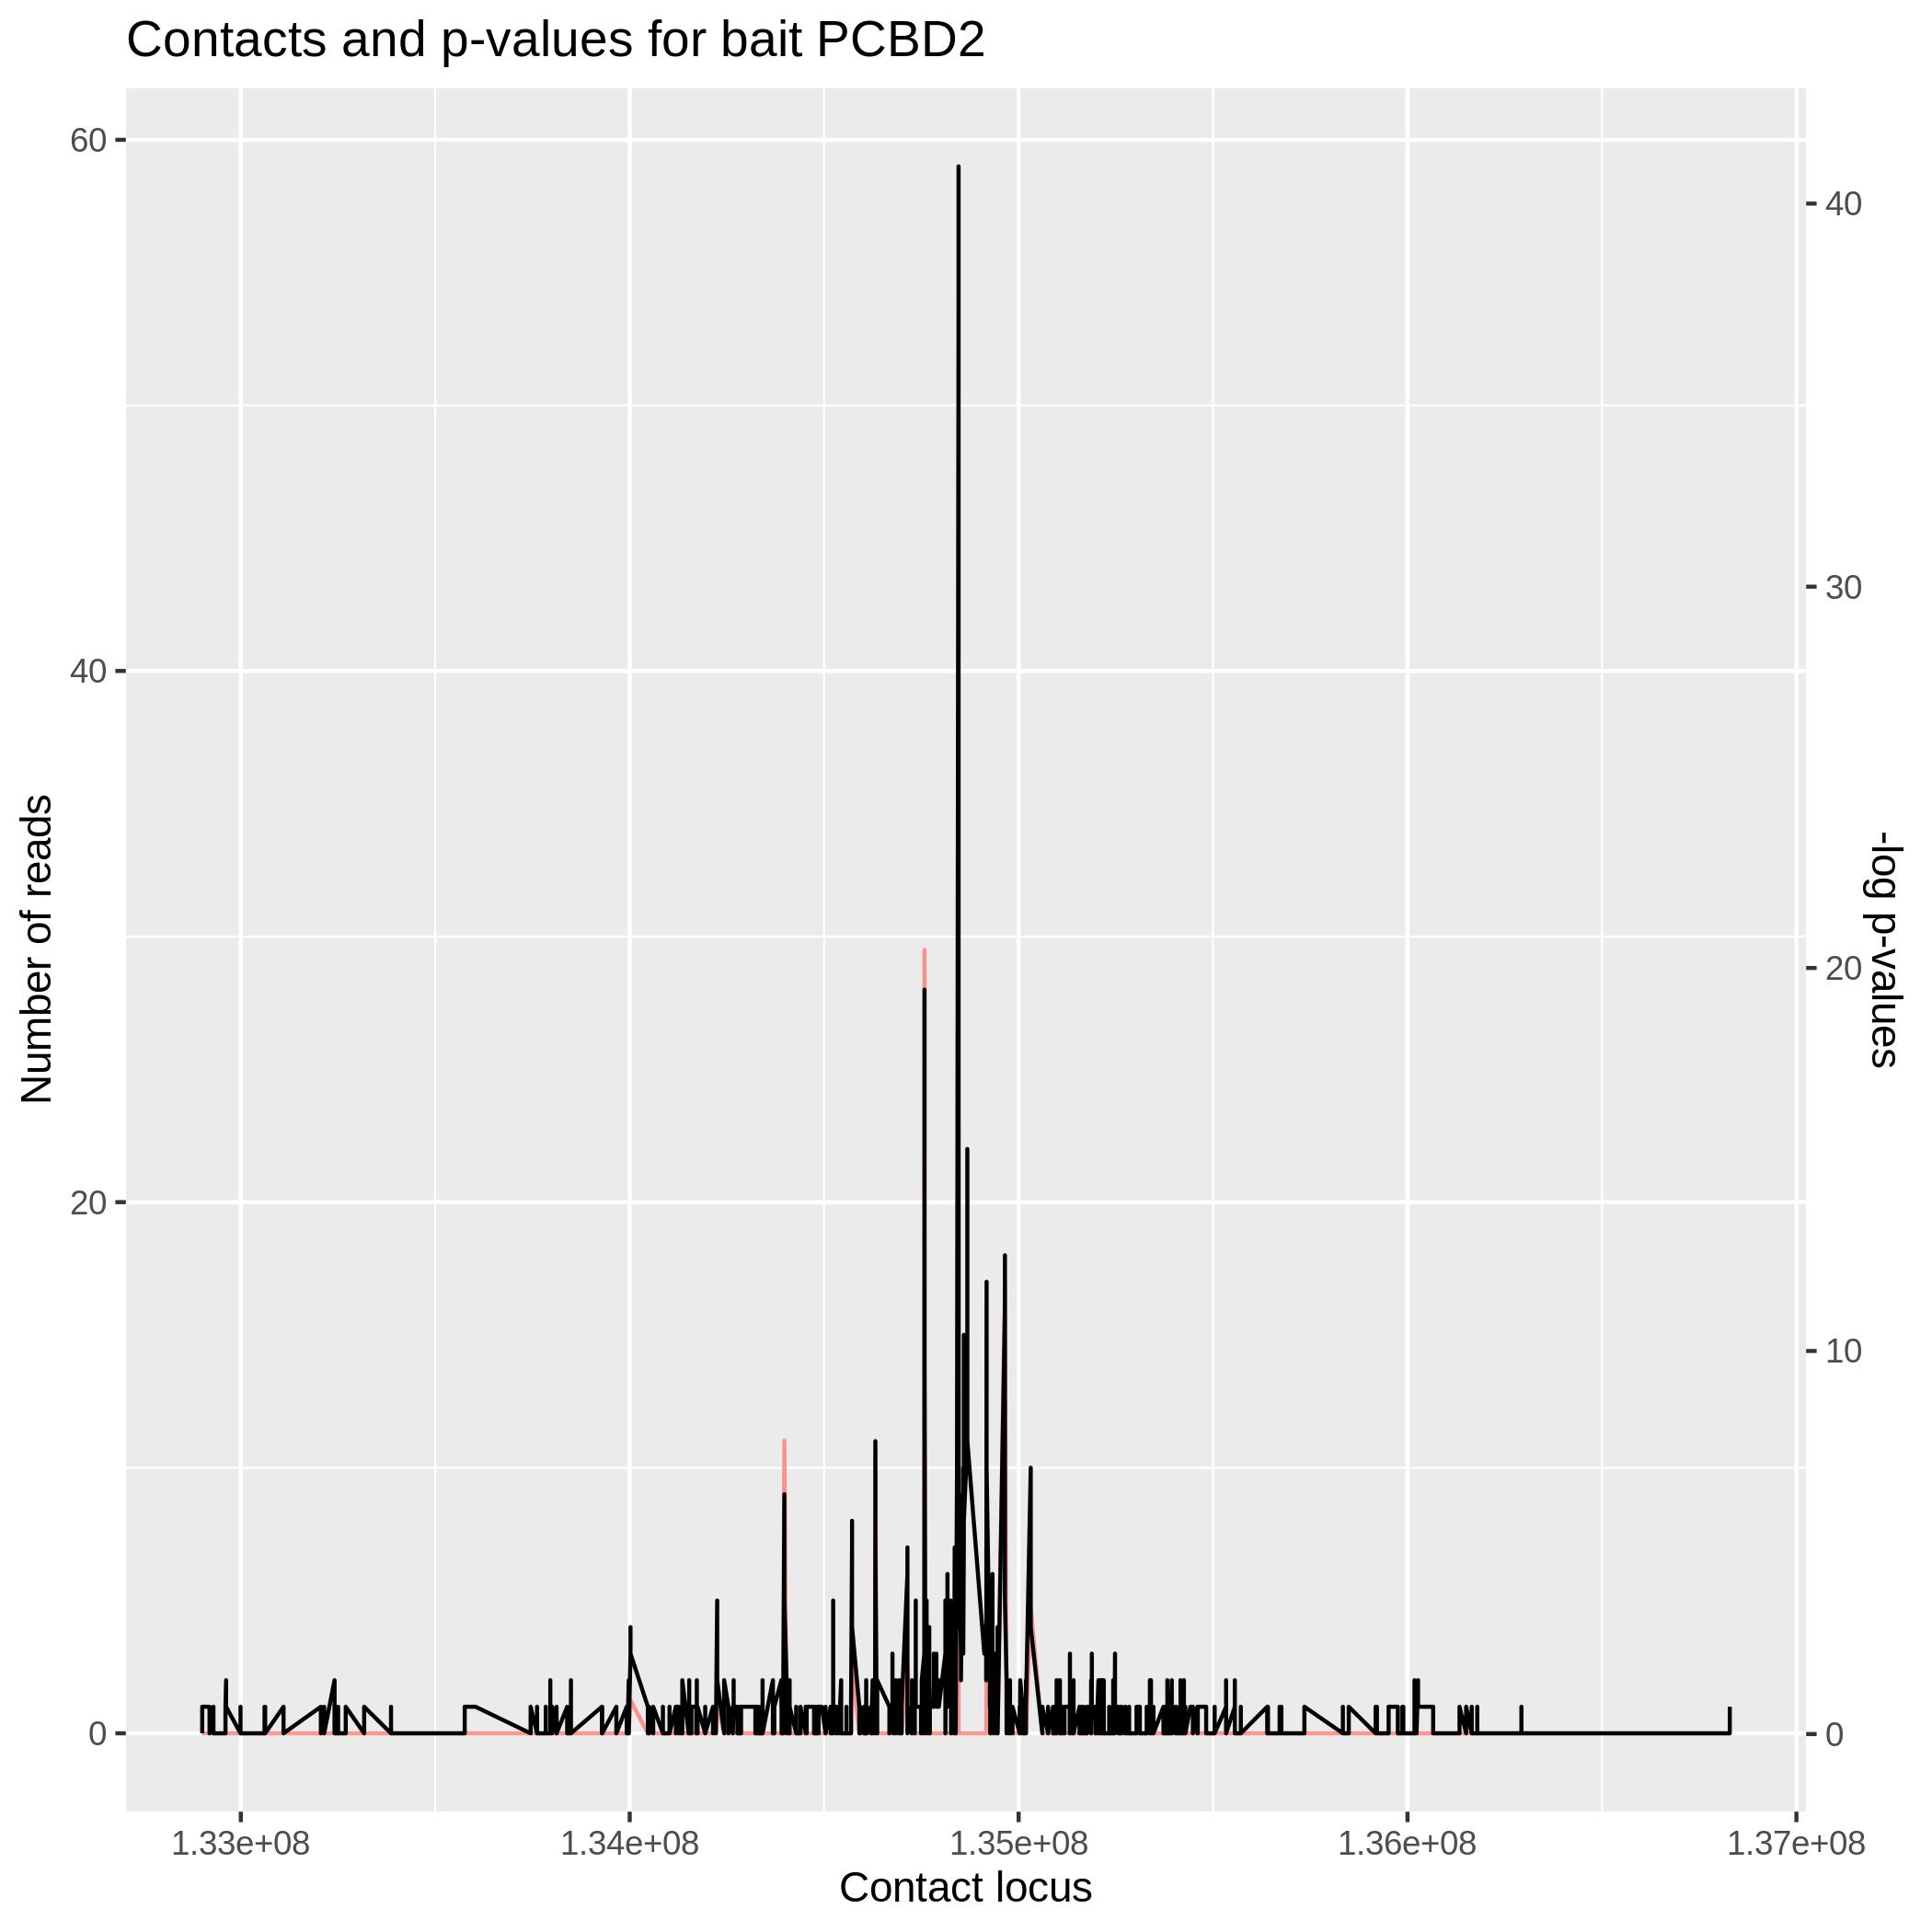 Contacts and p-values for bait PCBD2
60
40
20
0
Number of reads
40
30
20
10
0
-log p-values
1.33e+08
1.34e+08
1.35e+08
1.36e+08
1.37e+08
Contact locus